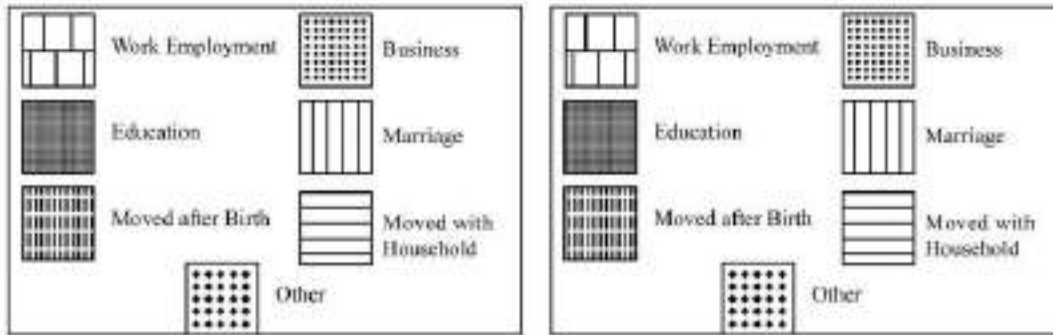 Work Employment
Business
Education
Marriage
Moved after Birth
Moved with
Household
Other
Work Employment
Business
Education
Marriage
Moved after Birth
Moved with
Household
Other